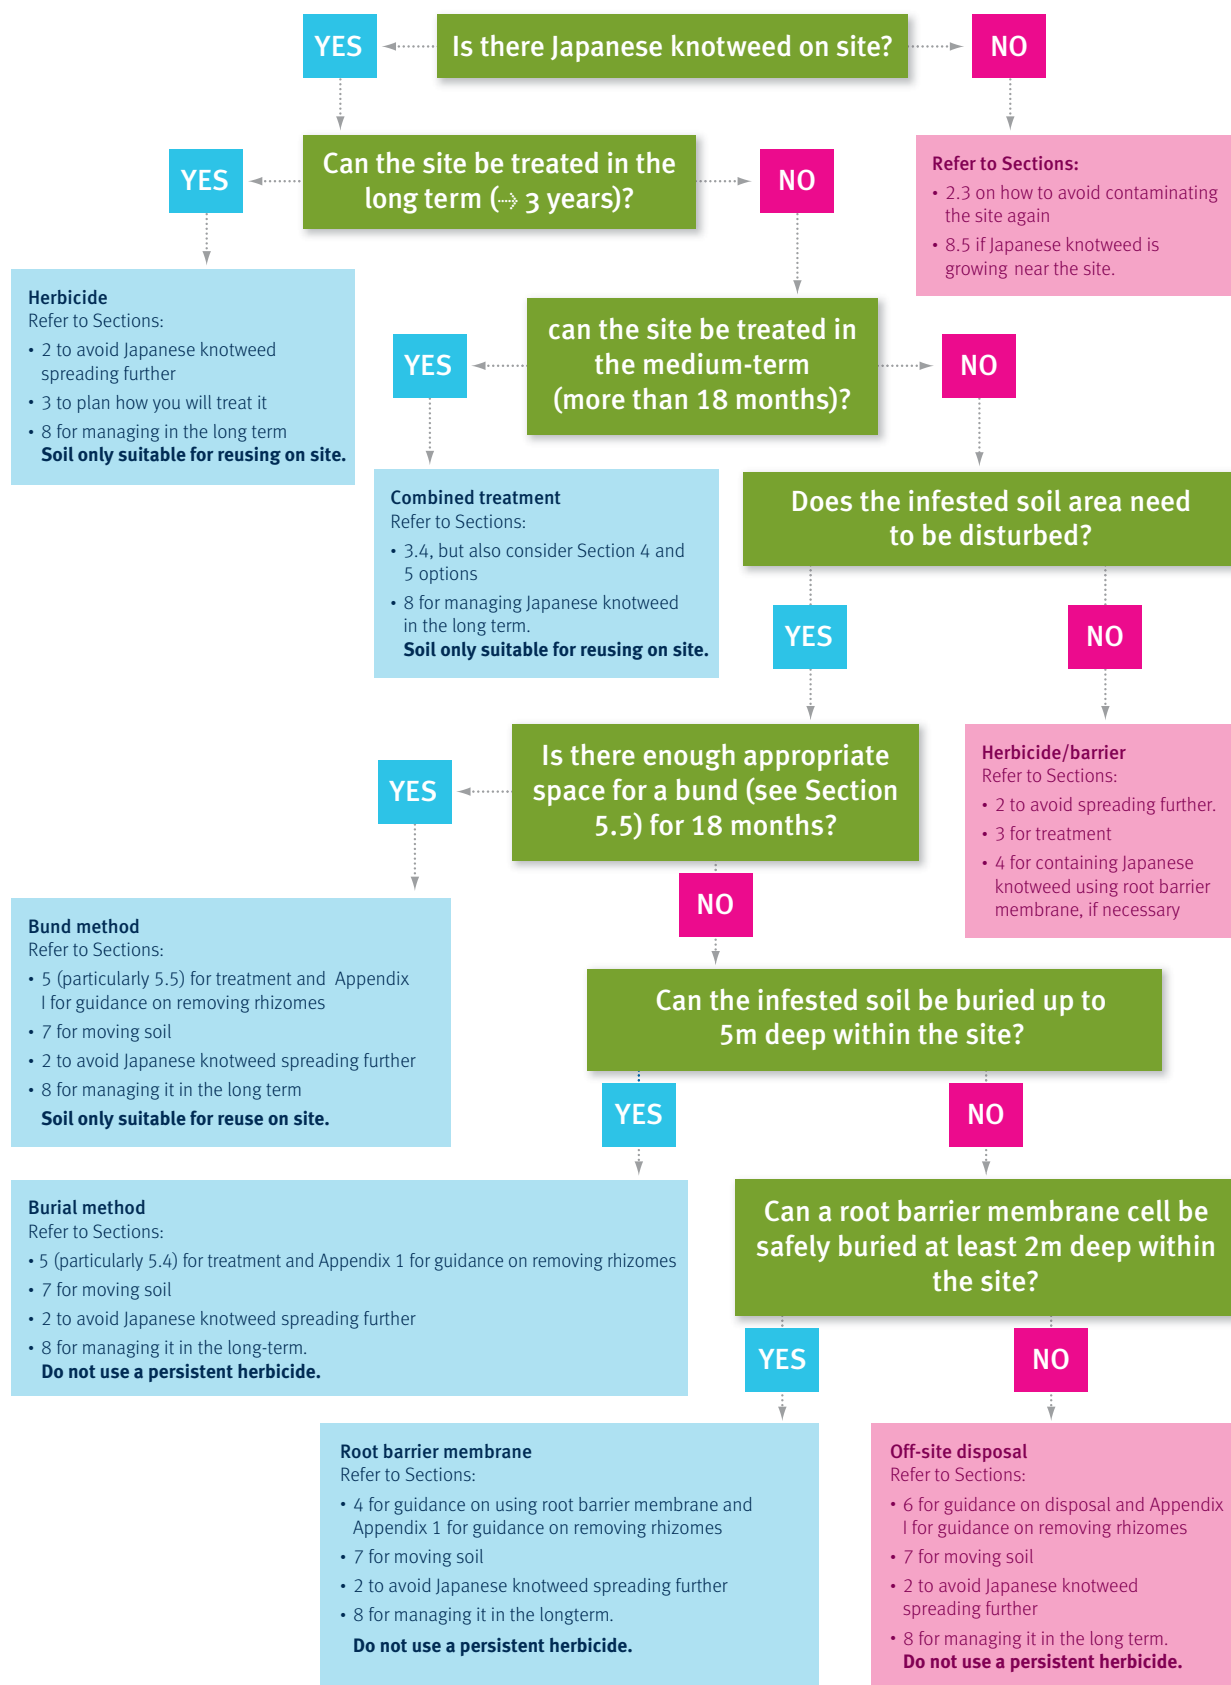 YES
Is there Japanese knotweed on site?
NO
YES
Can the site be treated in the
long term (⇢ 3 years)?
NO
Refer to Sections:
• 2.3 on how to avoid contaminating
the site again
• 8.5 if Japanese knotweed is
growing near the site.
Herbicide
Refer to Sections:
• 2 to avoid Japanese knotweed
spreading further
• 3 to plan how you will treat it
• 8 for managing in the long term
Soil only suitable for reusing on site.
YES
can the site be treated in
the medium-term
(more than 18 months)?
NO
Combined treatment
Refer to Sections:
• 3.4, but also consider Section 4 and
5 options
• 8 for managing Japanese knotweed
in the long term.
Soil only suitable for reusing on site.
Does the infested soil area need
to be disturbed?
YES
NO
YES
Is there enough appropriate
space for a bund (see Section
5.5) for 18 months?
NO
Herbicide/barrier
Refer to Sections:
• 2 to avoid spreading further.
• 3 for treatment
• 4 for containing Japanese
knotweed using root barrier
membrane, if necessary
Bund method
Refer to Sections:
• 5 (particularly 5.5) for treatment and Appendix
I for guidance on removing rhizomes
• 7 for moving soil
• 2 to avoid Japanese knotweed spreading further
• 8 for managing it in the long term
Soil only suitable for reuse on site.
Can the infested soil be buried up to
5m deep within the site?
YES
NO
Burial method
Refer to Sections:
• 5 (particularly 5.4) for treatment and Appendix 1 for guidance on removing rhizomes
• 7 for moving soil
• 2 to avoid Japanese knotweed spreading further
• 8 for managing it in the long-term.
Do not use a persistent herbicide.
Can a root barrier membrane cell be
safely buried at least 2m deep within
the site?
YES
NO
Root barrier membrane
Refer to Sections:
• 4 for guidance on using root barrier membrane and
Appendix 1 for guidance on removing rhizomes
• 7 for moving soil
• 2 to avoid Japanese knotweed spreading further
• 8 for managing it in the longterm.
Do not use a persistent herbicide.
Off-site disposal
Refer to Sections:
• 6 for guidance on disposal and Appendix
I for guidance on removing rhizomes
• 7 for moving soil
• 2 to avoid Japanese knotweed
spreading further
• 8 for managing it in the long term.
Do not use a persistent herbicide.